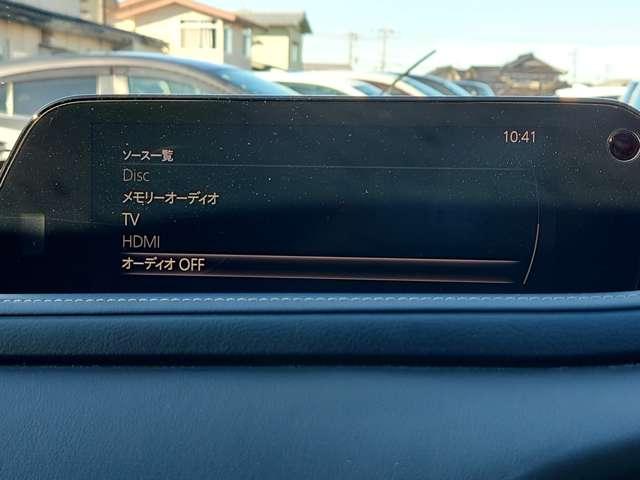 10:41
ソース一覧
Disc
メモリーオーディオ
TV
HDMI
オーディオ OFF